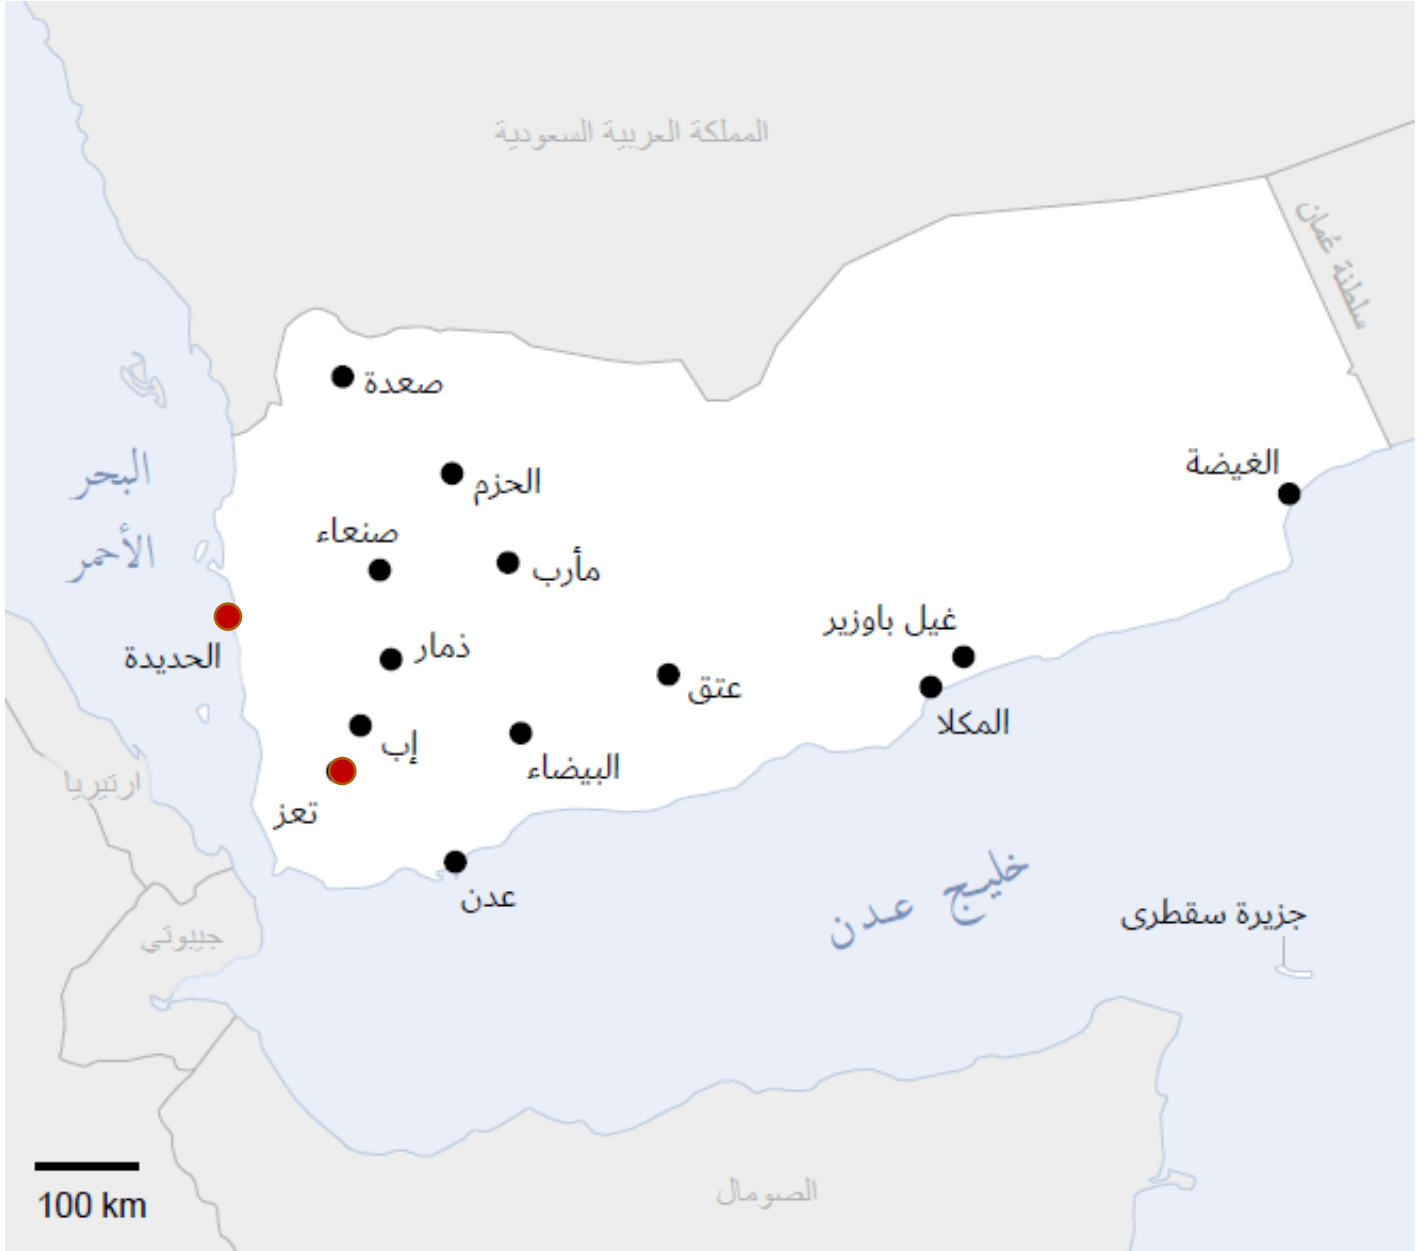 المملكة العربية السعودية
سلطنة عُمان
صعدة
البحر
الأحمر
الحزم
الغيضة
صنعاء
مأرب
الحديدة
ذمار
غيل باوزير
عتق
المكلا
إب
البيضاء
تعز
ارتيريا
عدن
خليج عدن
جزيرة سقطرى
جيبوتي
الصومال
100 km